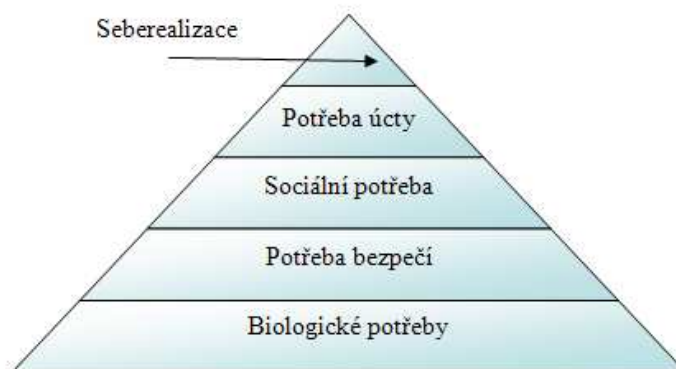 Seberealizace
Potřeba úcty
Sociální potřeba
Potřeba bezpečí
Biologické potřeby